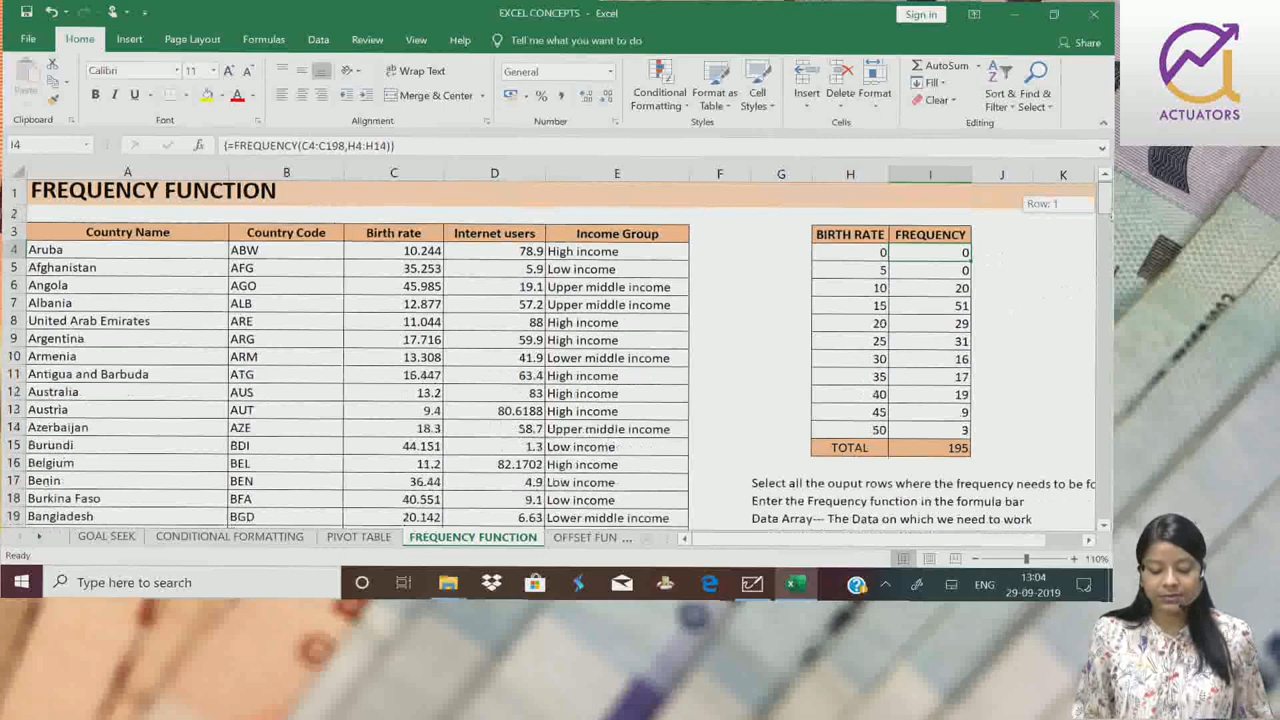 EXCEL CONCEPTS - Excel
Sign in
File Home Insert Page Layout Formulas Data Review View Help Tell me what you want to do
Share
Calibri 11 A A Wrap Text General
Paste B I U A Merge & Center % ,
Conditional Formatting Format as Table Cell Styles Insert Delete Format
AutoSum
Fill
Clear
Sort & Filter Find & Select
Clipboard Font Alignment Number Styles Cells Editing
I4 fx {=FREQUENCY(C4:C198,H4:H14)}
A B C D E F G H I J K
1 FREQUENCY FUNCTION
Row: 1
2
3 Country Name Country Code Birth rate Internet users Income Group BIRTH RATE FREQUENCY
4 Aruba ABW 10.244 78.9 High income 0 0
5 Afghanistan AFG 35.253 5.9 Low income 5 0
6 Angola AGO 45.985 19.1 Upper middle income 10 20
7 Albania ALB 12.877 57.2 Upper middle income 15 51
8 United Arab Emirates ARE 11.044 88 High income 20 29
9 Argentina ARG 17.716 59.9 High income 25 31
10 Armenia ARM 13.308 41.9 Lower middle income 30 16
11 Antigua and Barbuda ATG 16.447 63.4 High income 35 17
12 Australia AUS 13.2 83 High income 40 19
13 Austria AUT 9.4 80.6188 High income 45 9
14 Azerbaijan AZE 18.3 58.7 Upper middle income 50 3
15 Burundi BDI 44.151 1.3 Low income TOTAL 195
16 Belgium BEL 11.2 82.1702 High income
17 Benin BEN 36.44 4.9 Low income Select all the ouput rows where the frequency needs to be fo
18 Burkina Faso BFA 40.551 9.1 Low income Enter the Frequency function in the formula bar
19 Bangladesh BGD 20.142 6.63 Lower middle income Data Array--- The Data on which we need to work
GOAL SEEK CONDITIONAL FORMATTING PIVOT TABLE FREQUENCY FUNCTION OFFSET FUN ...
Ready
110%
Type here to search
ENG
13:04
29-09-2019
ACTUATORS